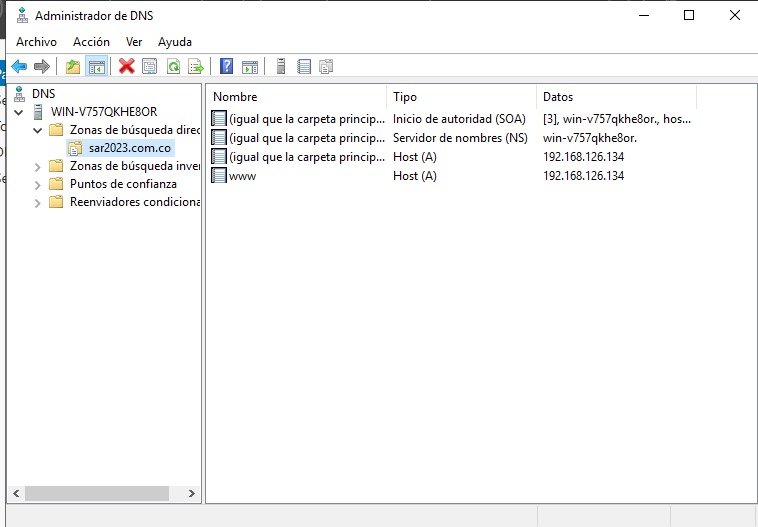 Administrador de DNS
Archivo Acción Ver Ayuda
DNS
WIN-V757QKHE8OR
Zonas de búsqueda direc
sar2023.com.co
Zonas de búsqueda inver
Puntos de confianza
Reenviadores condiciona
Nombre Tipo Datos
(igual que la carpeta princip... Inicio de autoridad (SOA) [3], win-v757qkhe8or., hos...
(igual que la carpeta princip... Servidor de nombres (NS) win-v757qkhe8or.
(igual que la carpeta princip... Host (A) 192.168.126.134
www Host (A) 192.168.126.134